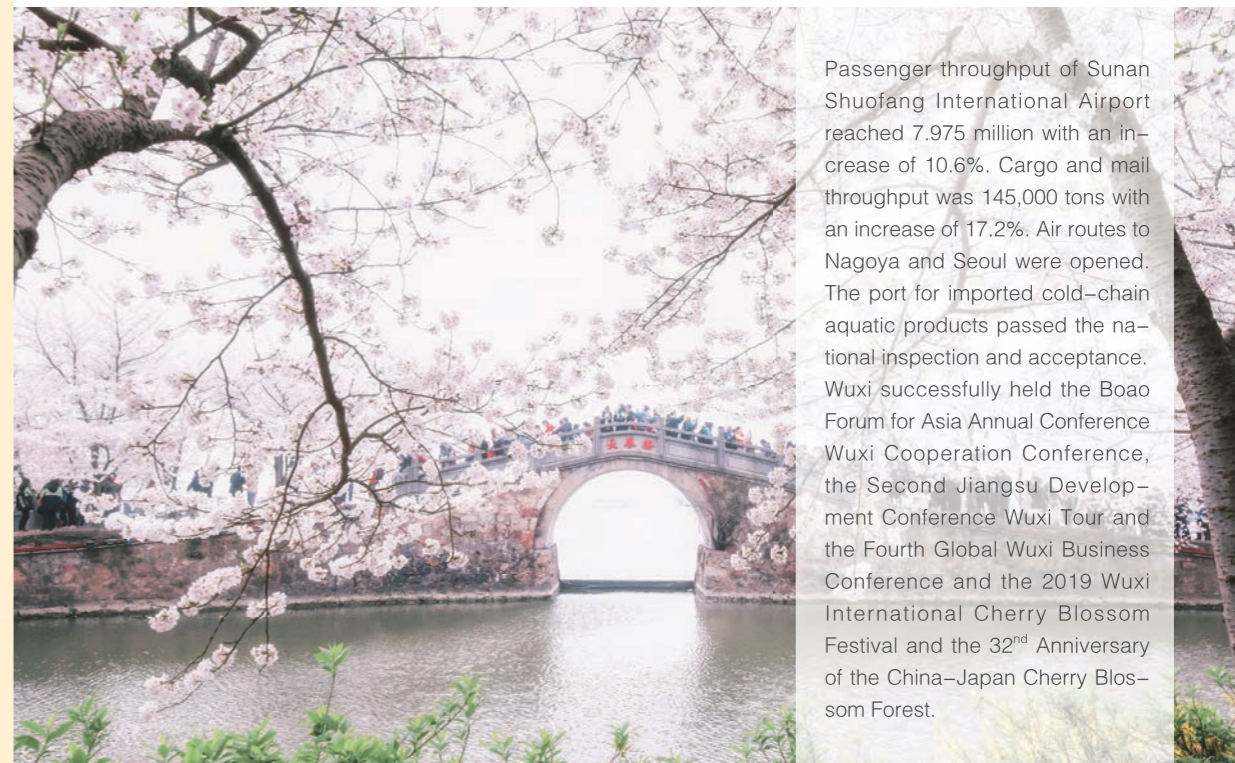 長春桥
Passenger throughput of Sunan
Shuofang International Airport
reached 7.975 million with an in–
crease of 10.6%. Cargo and mail
throughput was 145,000 tons with
an increase of 17.2%. Air routes to
Nagoya and Seoul were opened.
The port for imported cold–chain
aquatic products passed the na–
tional inspection and acceptance.
Wuxi successfully held the Boao
Forum for Asia Annual Conference
Wuxi Cooperation Conference,
the Second Jiangsu Develop–
ment Conference Wuxi Tour and
the Fourth Global Wuxi Business
Conference and the 2019 Wuxi
International Cherry Blossom
Festival and the 32nd Anniversary
of the China–Japan Cherry Blos–
som Forest.